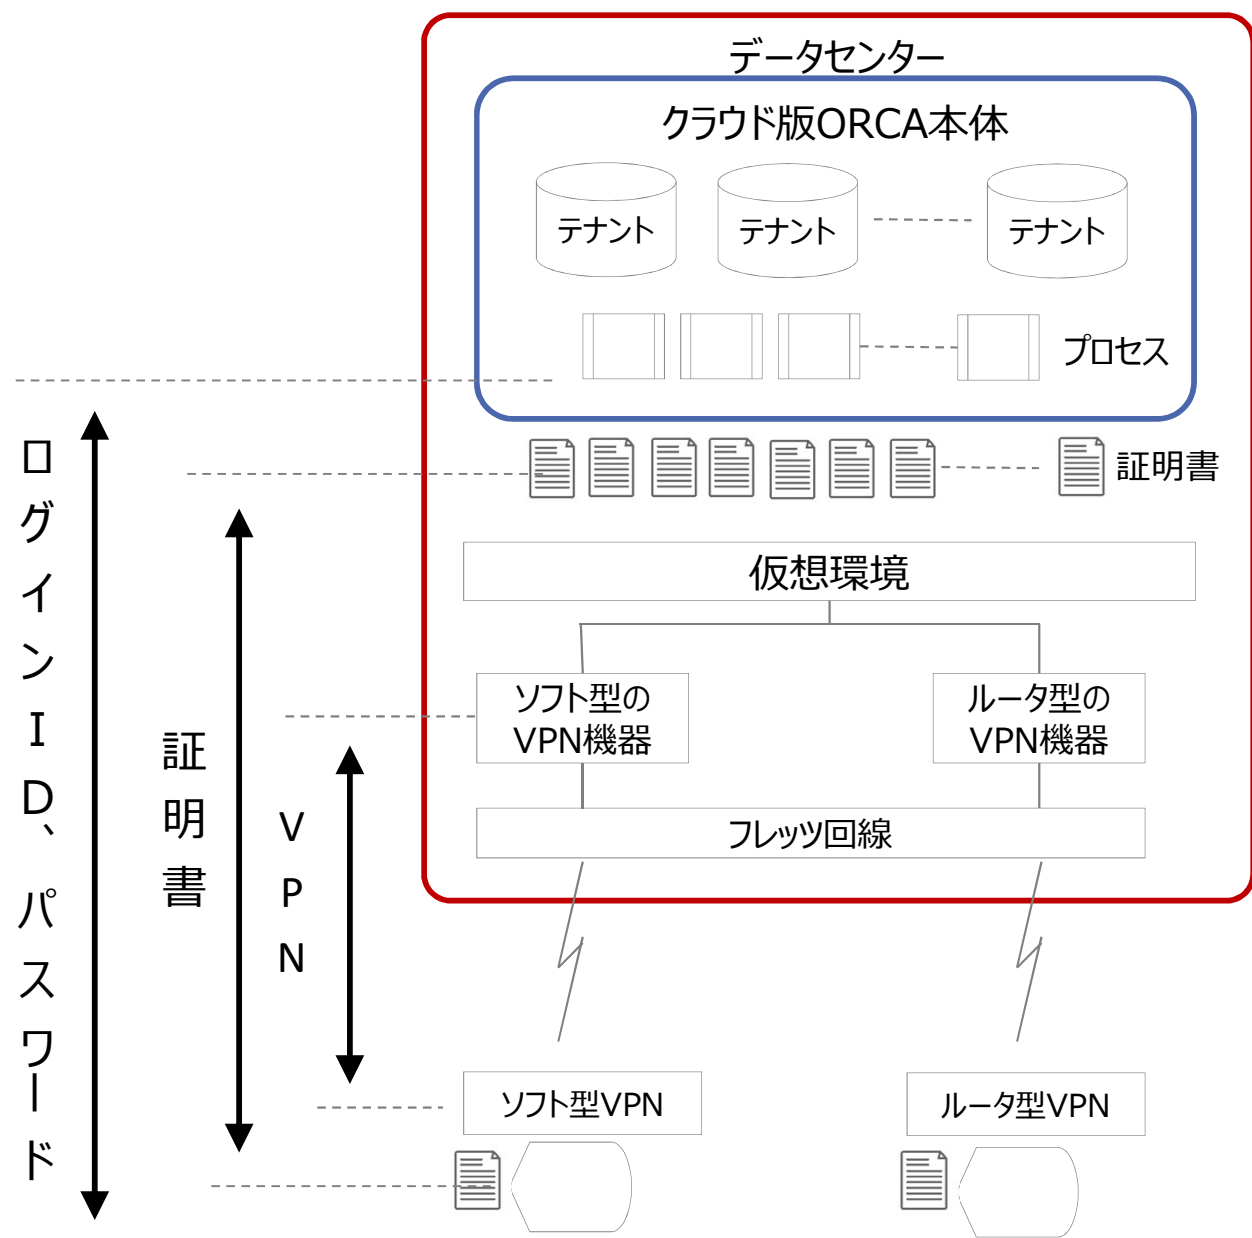 データセンター
クラウド版ORCA本体
テナント
テナント
テナント
プロセス
証明書
仮想環境
ソフト型の
VPN機器
ルータ型の
VPN機器
フレッツ回線
ソフト型VPN
ルータ型VPN
ログインID、パスワード
証明書
VPN